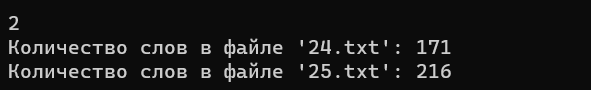 2
Количество слов в файле '24.txt': 171
Количество слов в файле '25.txt': 216